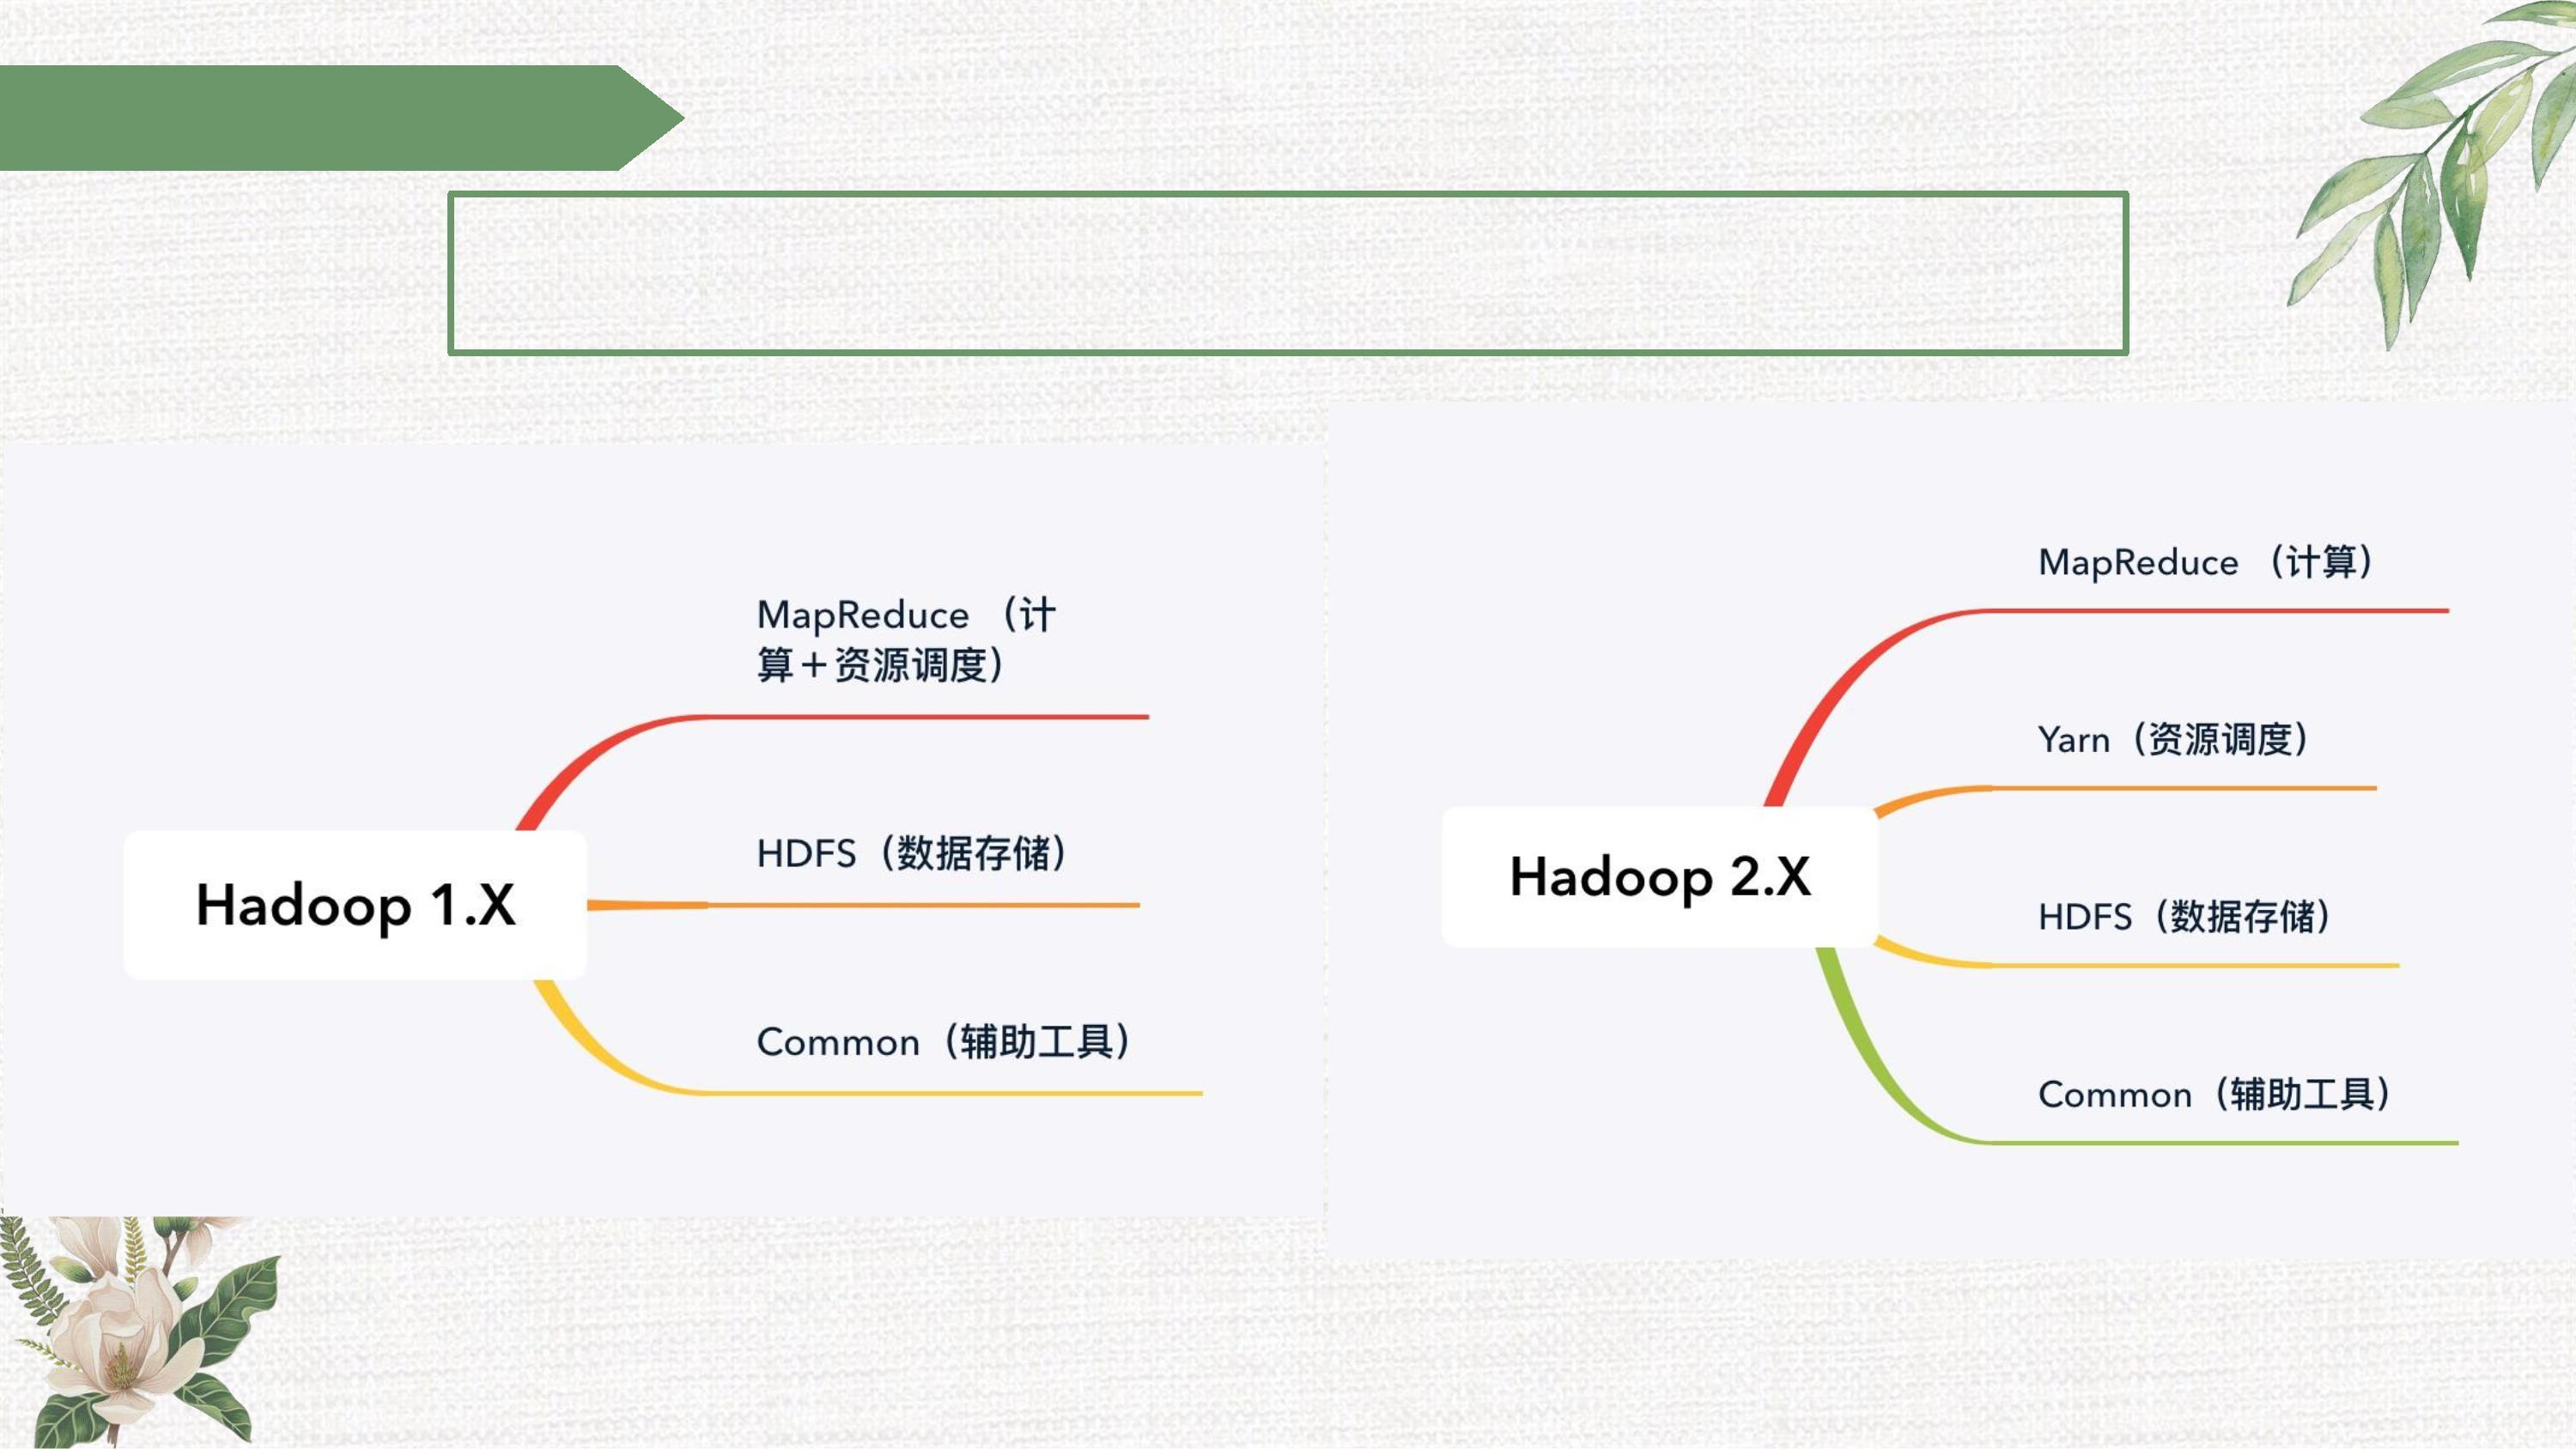 Hadoop 1.X
MapReduce （计
算＋资源调度）
HDFS（数据存储）
Common（辅助工具）
Hadoop 2.X
MapReduce （计算）
Yarn（资源调度）
HDFS（数据存储）
Common（辅助工具）